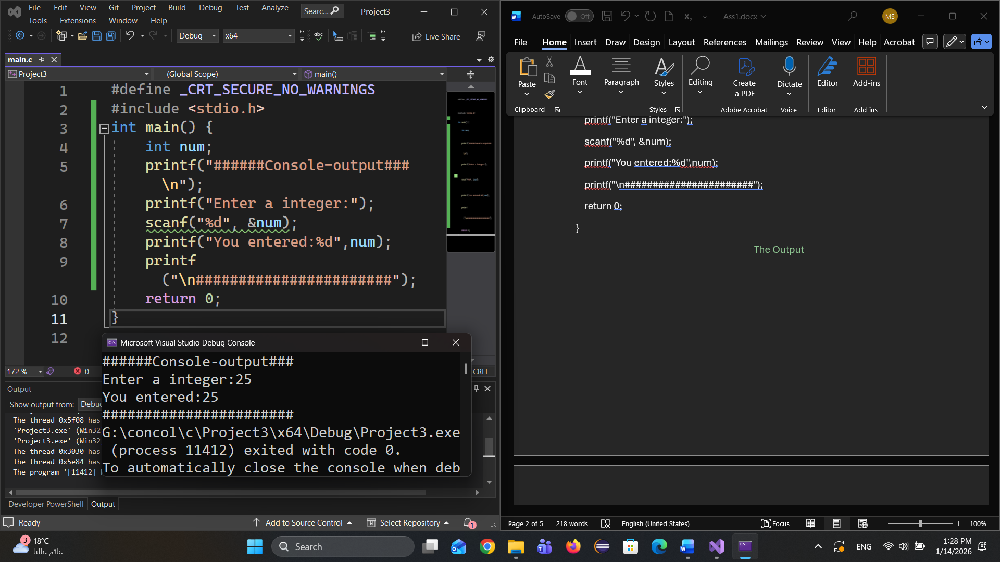 File Edit View Git Project Build Debug Test Analyze Searc... Project3
Tools Extensions Window Help
Debug x64 Live Share
main.c
Project3 (Global Scope) main()
1 #define _CRT_SECURE_NO_WARNINGS
2 #include <stdio.h>
3 int main() {
4 int num;
5 printf("######Console-output###
\n");
6 printf("Enter a integer:");
7 scanf("%d", &num);
8 printf("You entered:%d",num);
9 printf
("\n#######################");
10 return 0;
11 }
12
172 % 0 CRLF
Output
Show output from: Debug
The thread 0x5f08 has
'Project3.exe' (Win32
'Project3.exe' (Win32
The thread 0x3030 has
The thread 0x5e84 has
The program '[11412]
Developer PowerShell Output
Ready Add to Source Control Select Repository 1
Microsoft Visual Studio Debug Console
######Console-output###
Enter a integer:25
You entered:25
#######################
G:\concol\c\Project3\x64\Debug\Project3.exe
(process 11412) exited with code 0.
To automatically close the console when deb
AutoSave Off Ass1.docx MS
File Home Insert Draw Design Layout References Mailings Review View Help Acrobat
Paste Font Paragraph Styles Editing Create a PDF Dictate Editor Add-ins
Clipboard Styles Adobe Acrobat Voice Editor Add-ins
printf("Enter a integer:");
scanf("%d", &num);
printf("You entered:%d",num);
printf("\n#######################");
return 0;
}
The Output
Page 2 of 5 218 words English (United States) Focus 100%
3 18°C
غائم غالبًا
Search
ENG 1:28 PM
1/14/2026